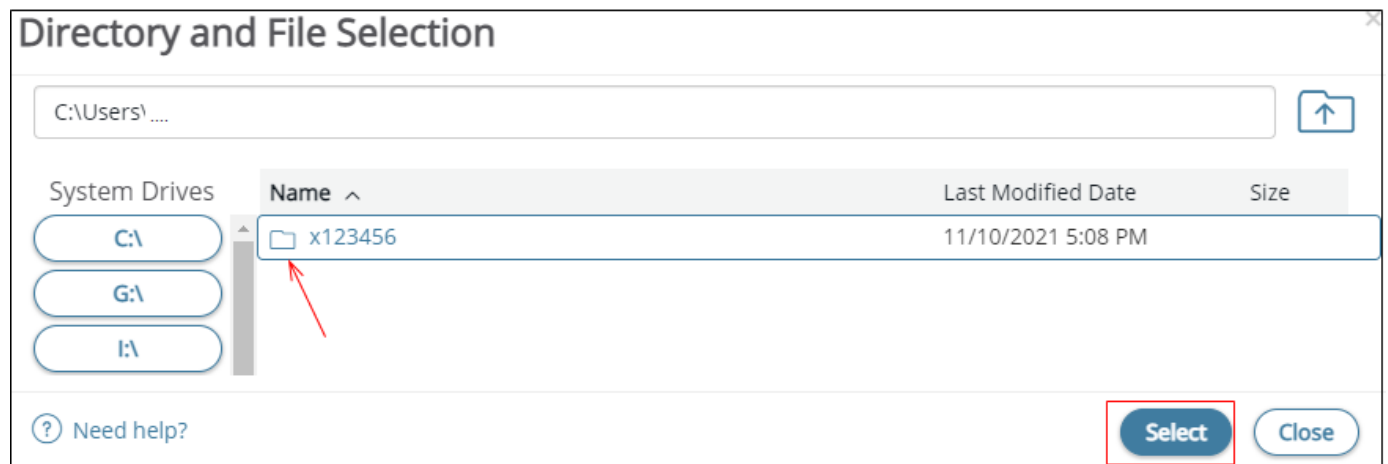 Directory and File Selection
C:\Users\ ....
System Drives
Name
Last Modified Date
Size
C:\
x123456
11/10/2021 5:08 PM
G:\
I:\
? Need help?
Select
Close